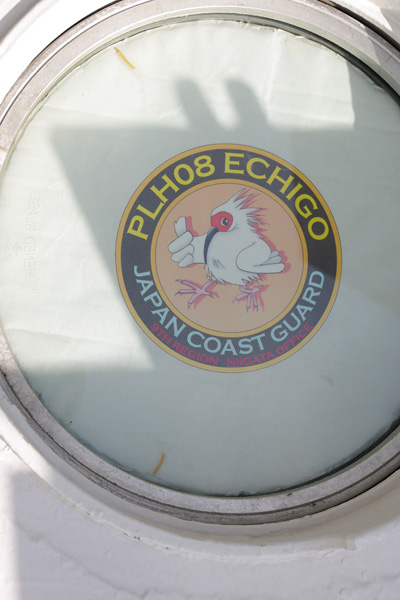 PLH08 ECHIGO
JAPAN COAST GUARD
9TH REGION NIIGATA OFFICE